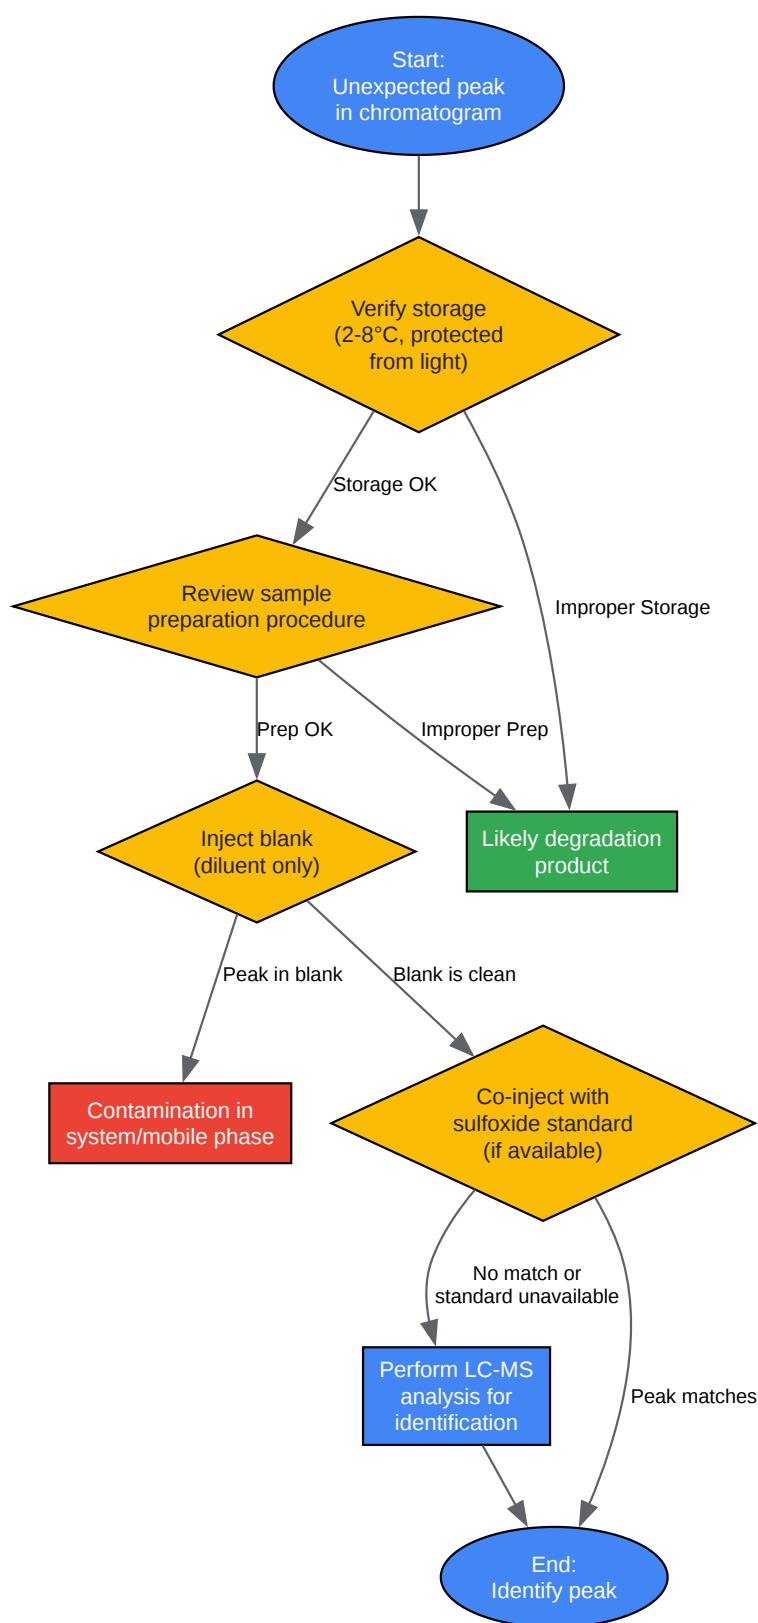 Start:
Unexpected peak
in chromatogram
Verify storage
(2-8°C, protected
from light)
Storage OK
Improper Storage
Review sample
preparation procedure
Prep OK
Improper Prep
Inject blank
(diluent only)
Likely degradation
product
Peak in blank
Blank is clean
Contamination in
system/mobile phase
Co-inject with
sulfoxide standard
(if available)
No match or
standard unavailable
Peak matches
Perform LC-MS
analysis for
identification
End:
Identify peak